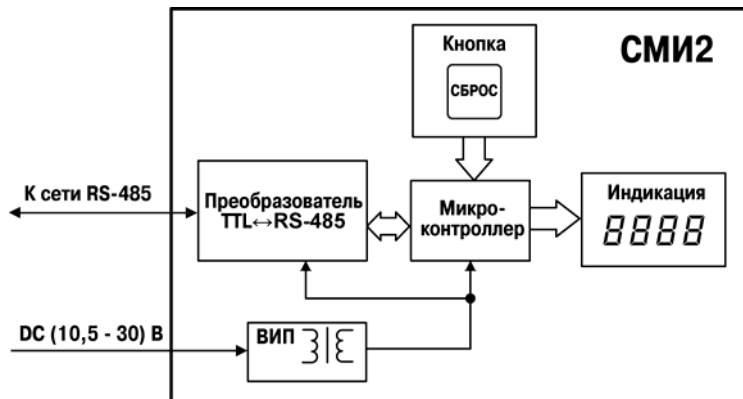 Кнопка
СБРОС
СМИ2
К сети RS-485
Преобразователь
TTL↔RS-485
Микро-
контроллер
Индикация
8888
DC (10,5 - 30) В
ВИП